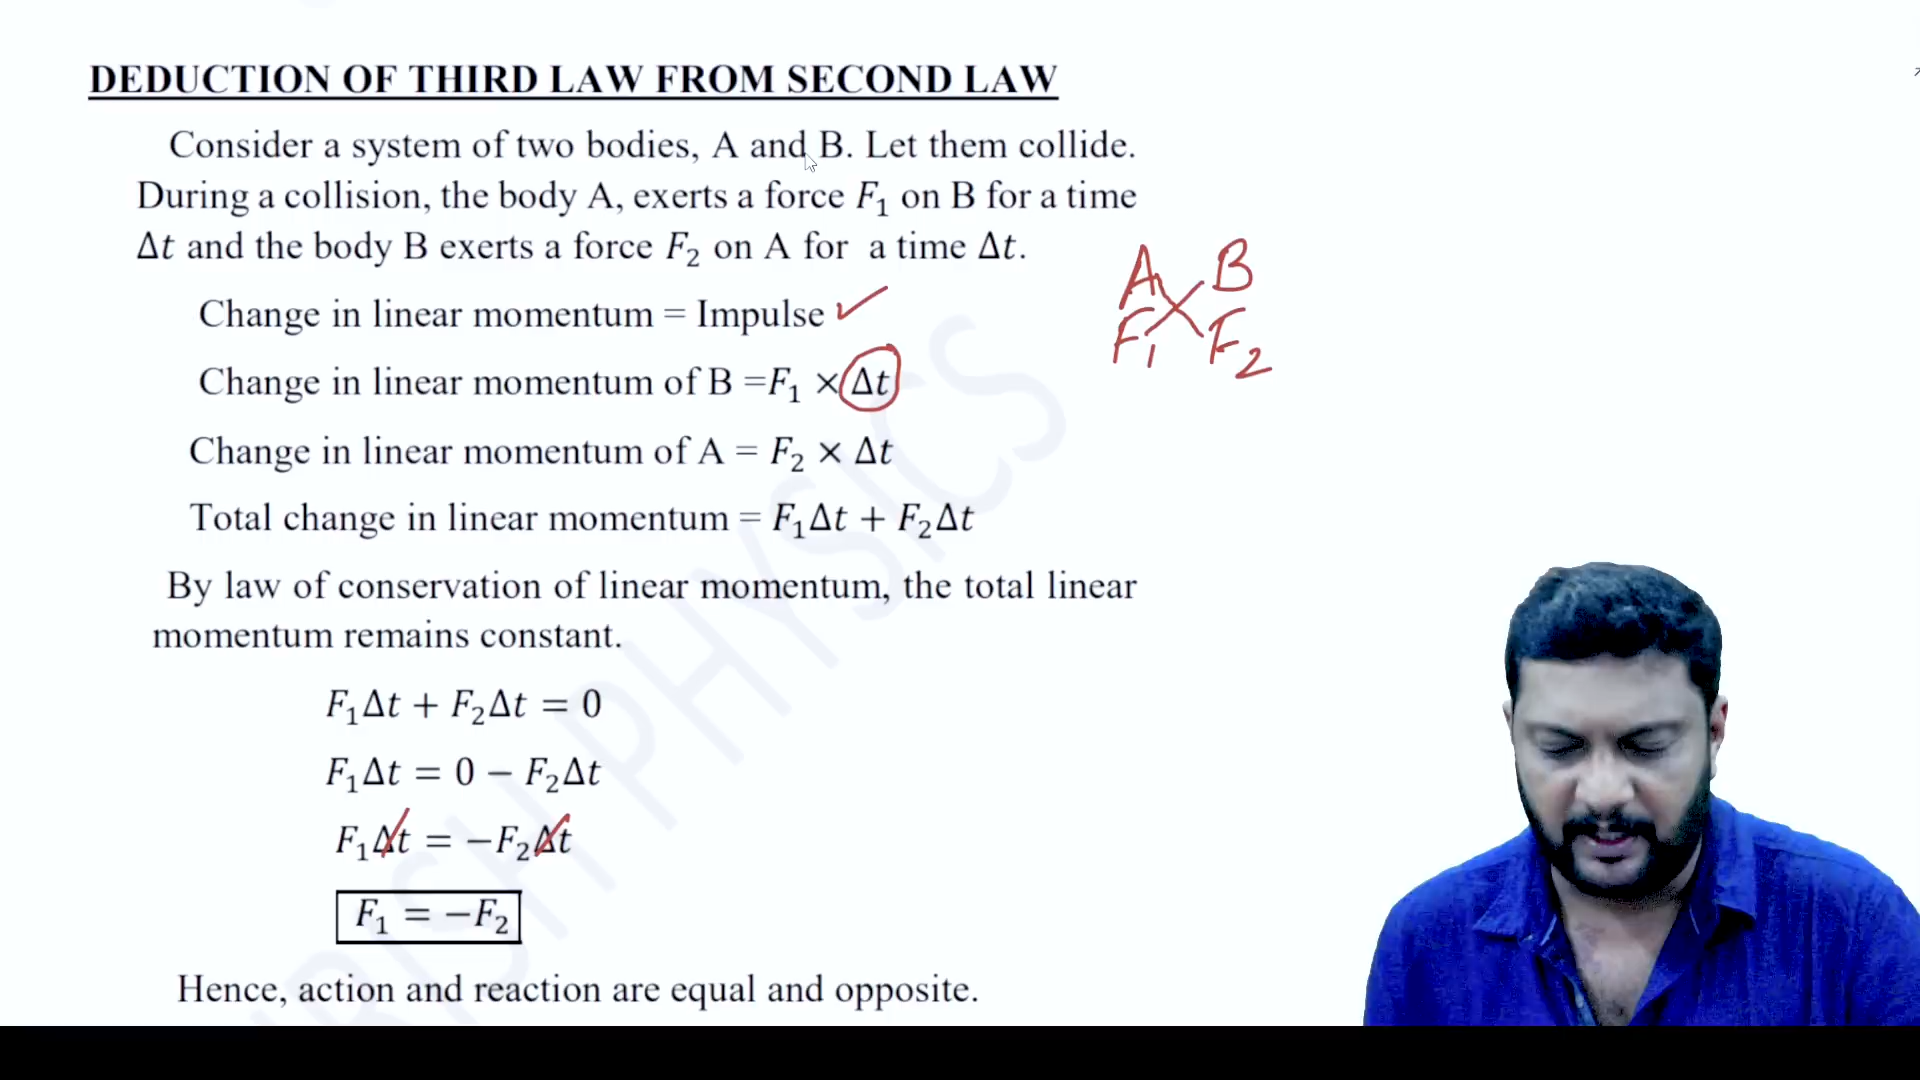 DEDUCTION OF THIRD LAW FROM SECOND LAW
Consider a system of two bodies, A and B. Let them collide.
During a collision, the body A, exerts a force F₁ on B for a time
Δt and the body B exerts a force F₂ on A for a time Δt.
A B
F₁ F₂
Change in linear momentum = Impulse ✓
Change in linear momentum of B =F₁ × Δt
Change in linear momentum of A = F₂ × Δt
Total change in linear momentum = F₁Δt + F₂Δt
By law of conservation of linear momentum, the total linear
momentum remains constant.
F₁Δt + F₂Δt = 0
F₁Δt = 0 − F₂Δt
F₁Δt = −F₂Δt
F₁ = −F₂
Hence, action and reaction are equal and opposite.
PHYSICS